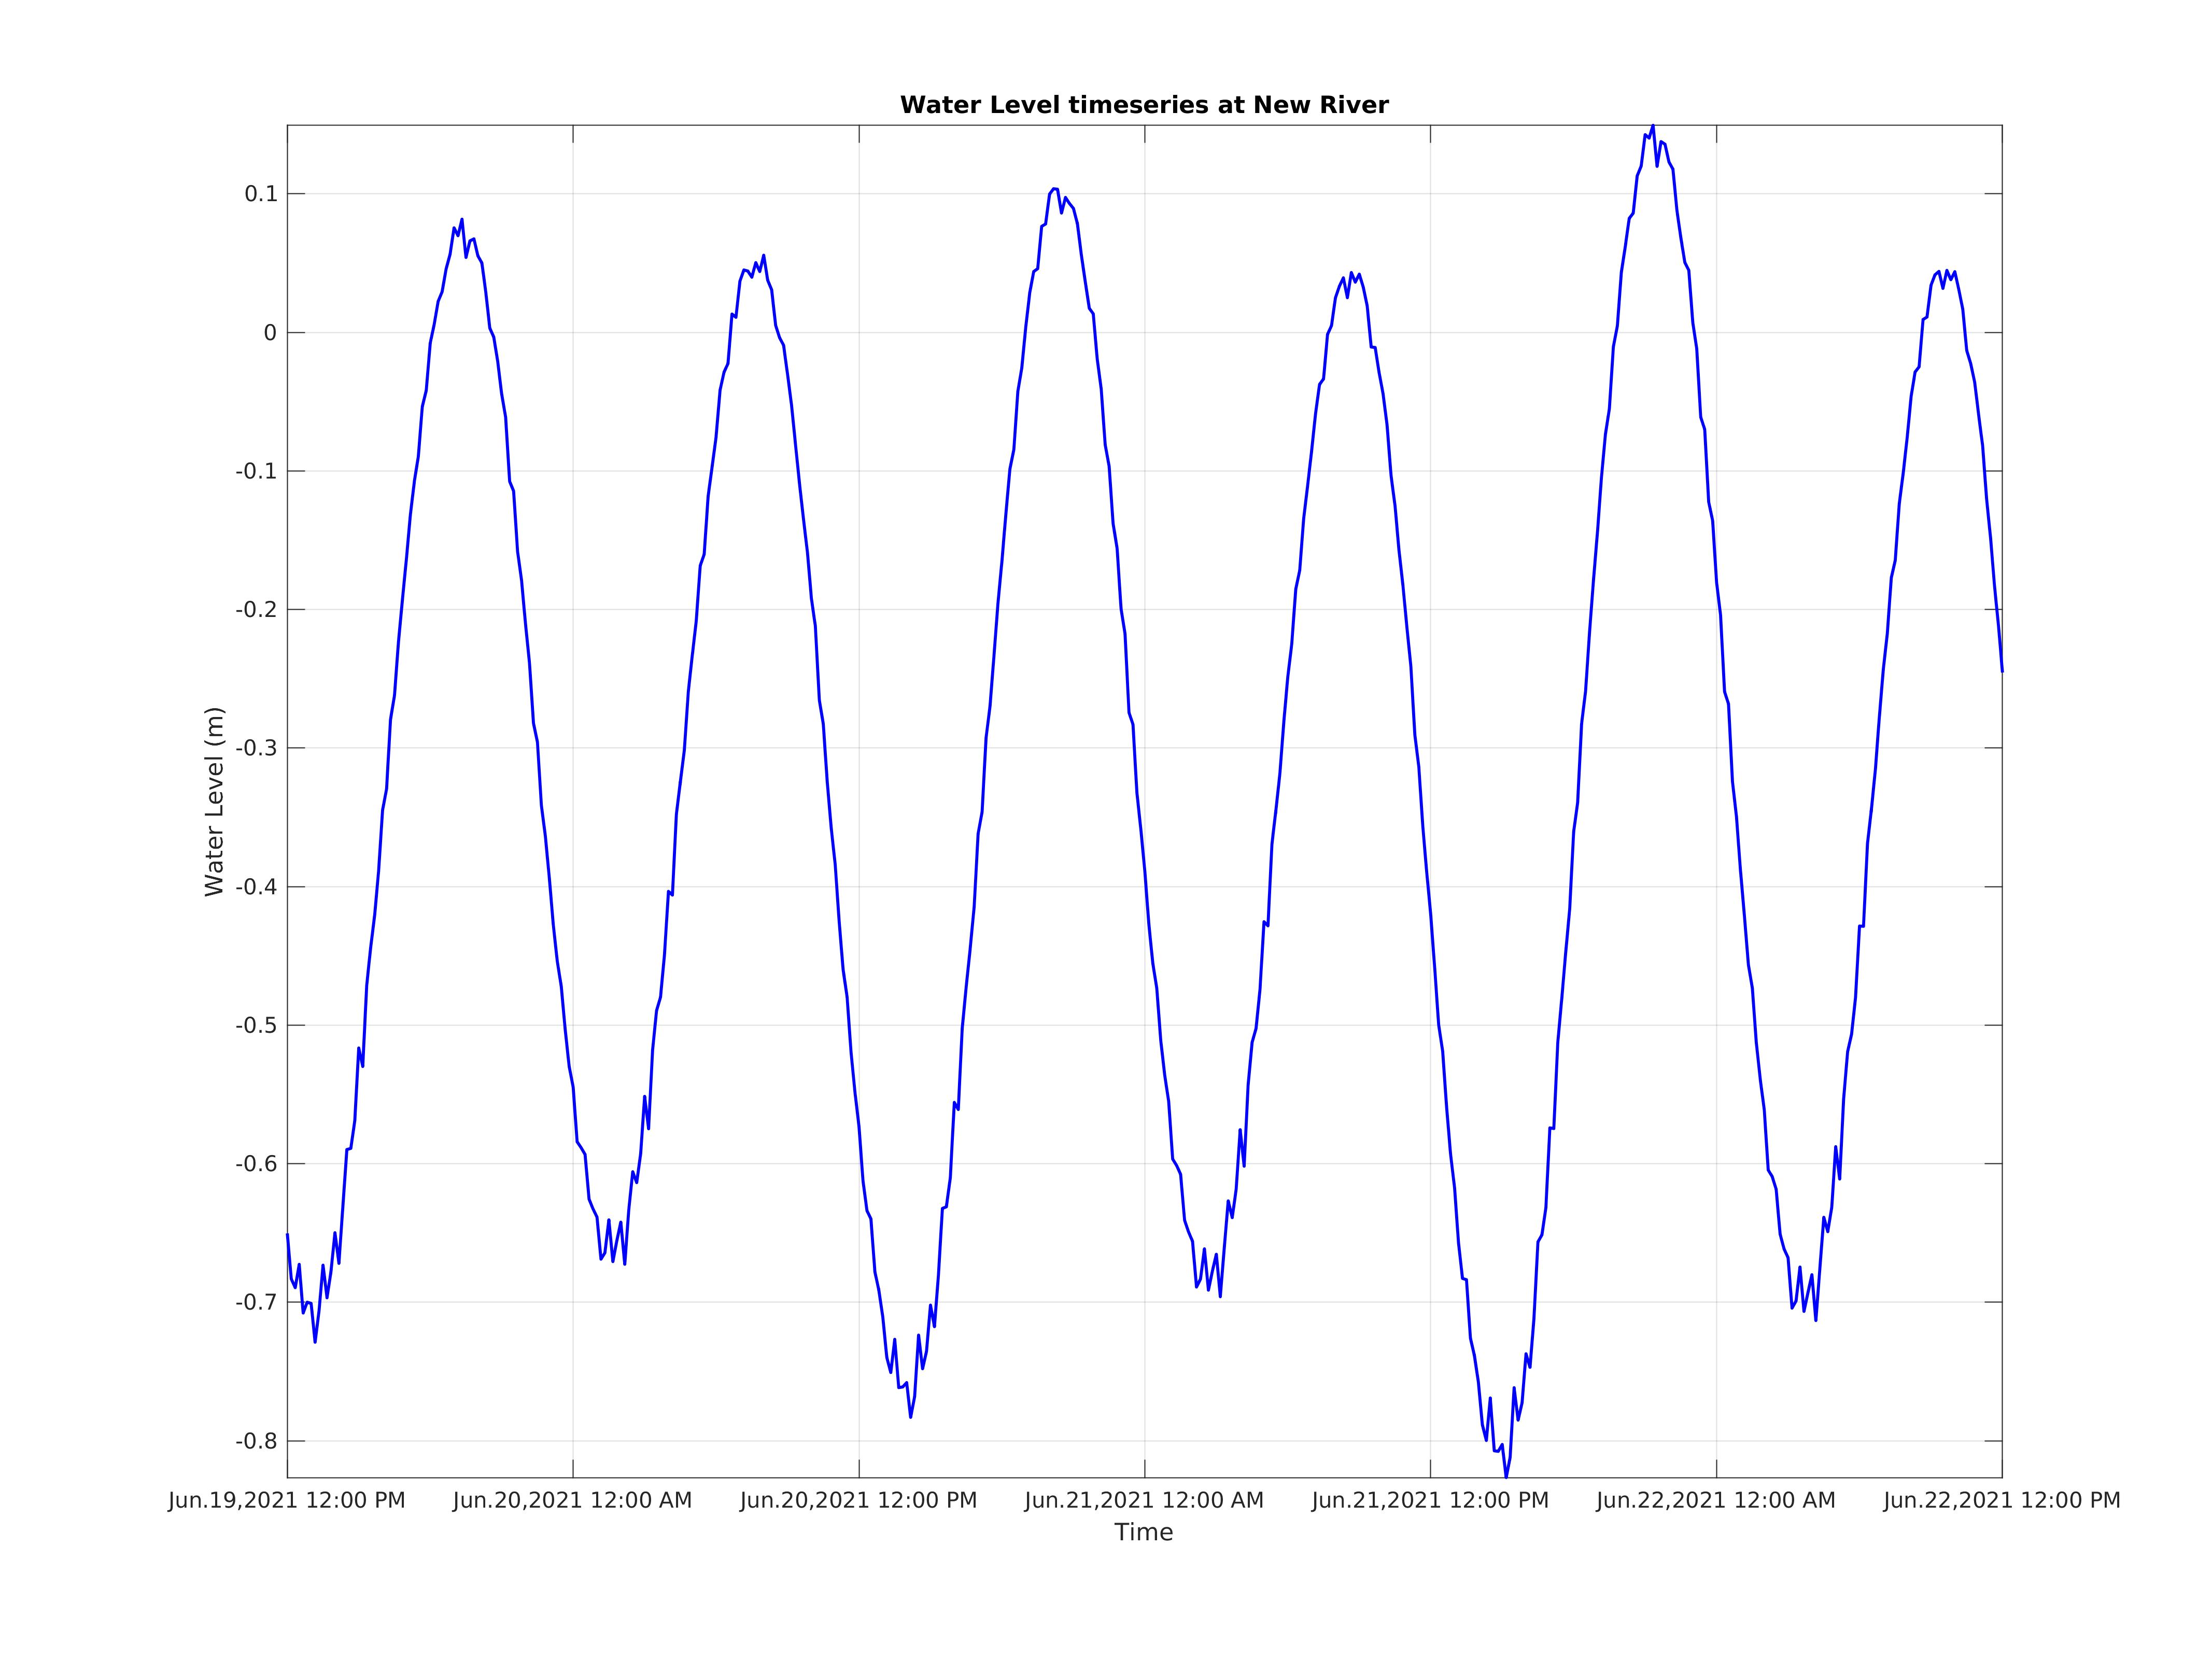 Water Level timeseries at New River
0.1
0
-0.1
-0.2
-0.3
-0.4
-0.5
-0.6
-0.7
-0.8
Water Level (m)
Jun.19,2021 12:00 PM
Jun.20,2021 12:00 AM
Jun.20,2021 12:00 PM
Jun.21,2021 12:00 AM
Jun.21,2021 12:00 PM
Jun.22,2021 12:00 AM
Jun.22,2021 12:00 PM
Time